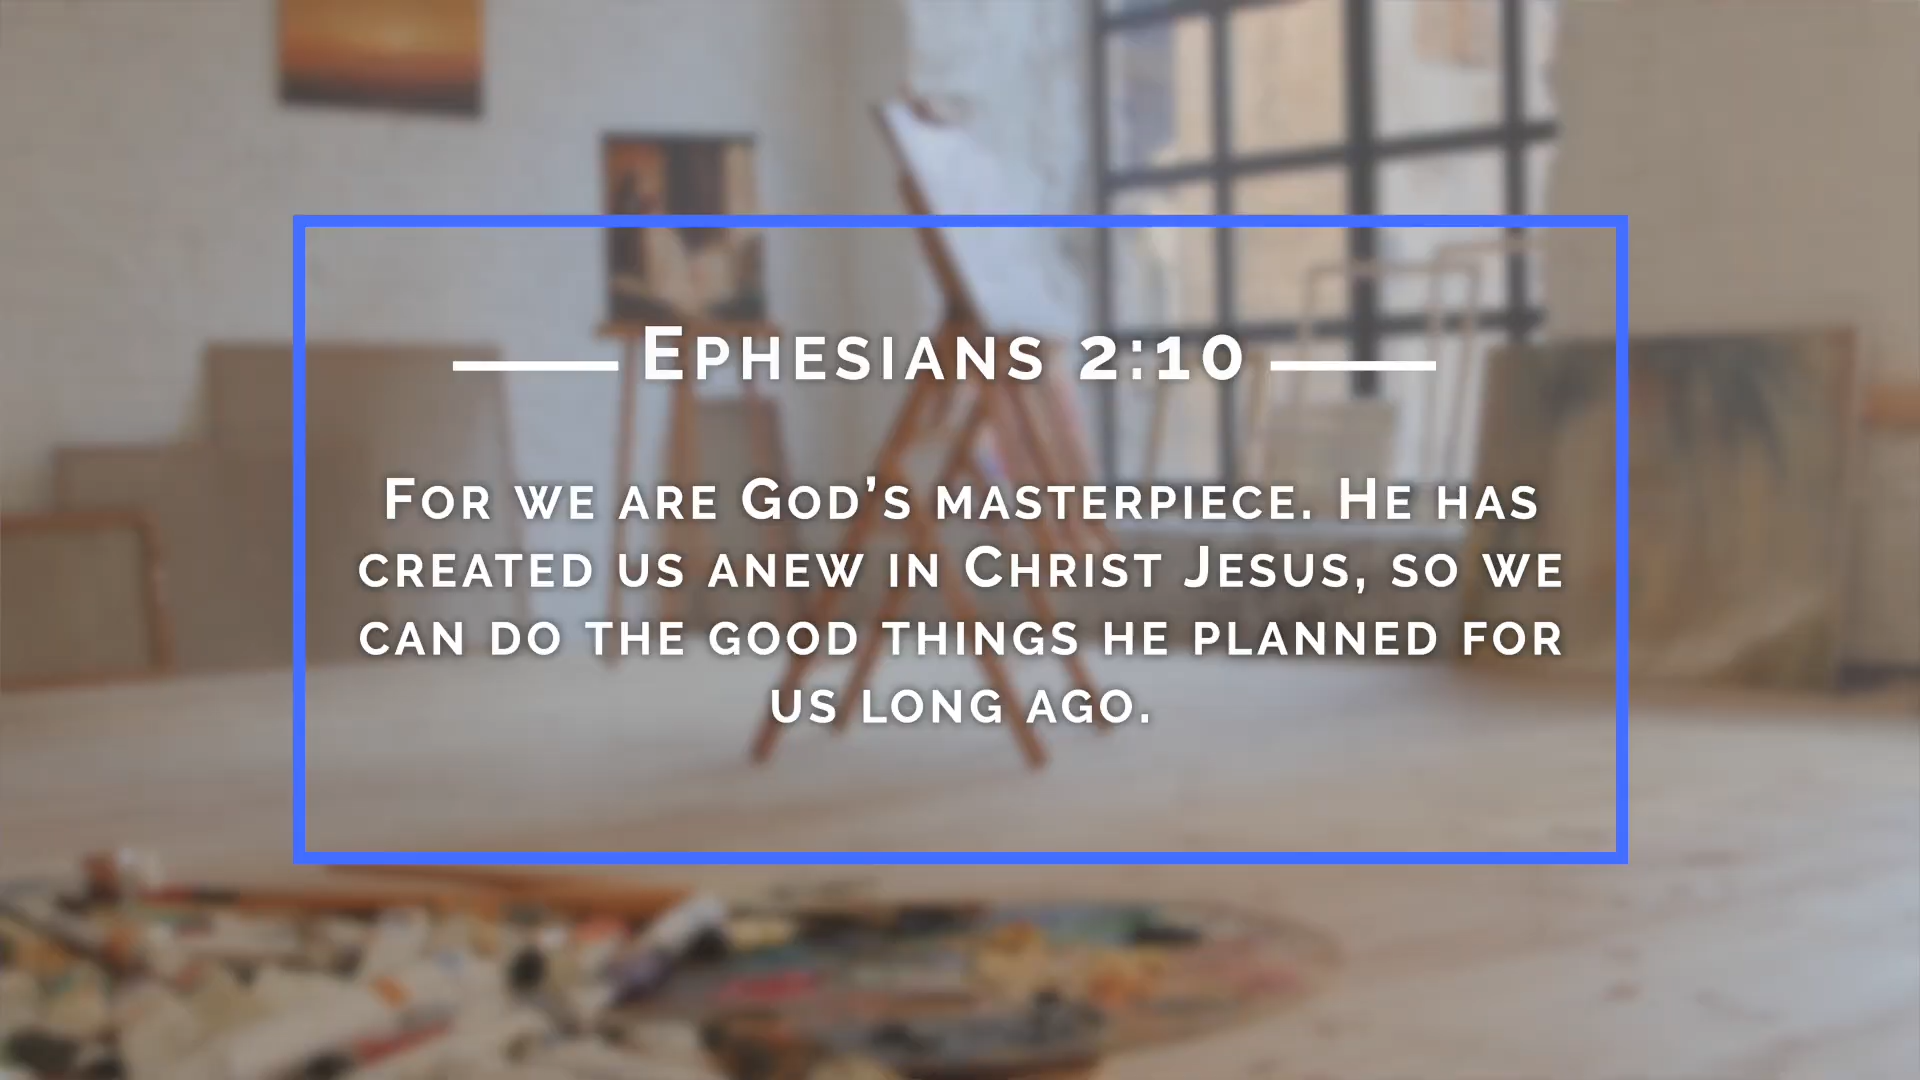 Ephesians 2:10
For we are God’s masterpiece. He has
created us anew in Christ Jesus, so we
can do the good things he planned for
us long ago.